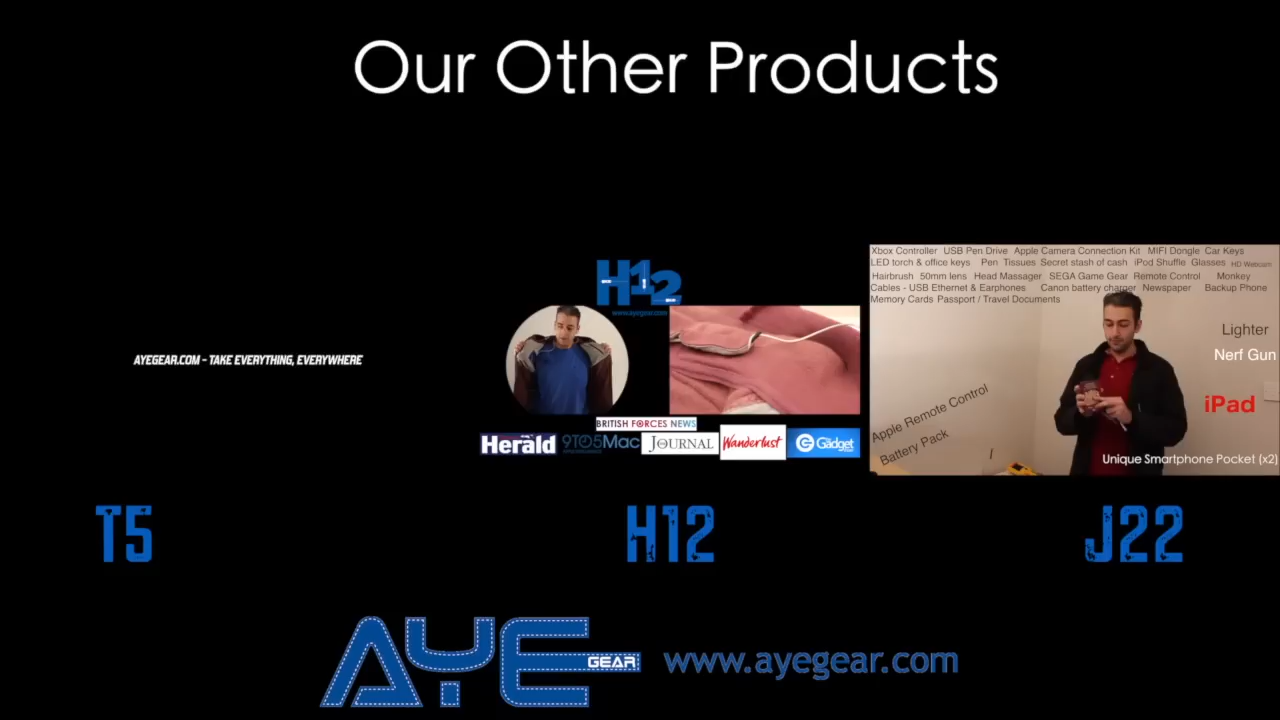 Our Other Products
AYEGEAR.COM - TAKE EVERYTHING, EVERYWHERE
H12
www.ayegear.com
BRITISH FORCES NEWS
Herald
9TO5Mac
JOURNAL
Wanderlust
Gadget
Xbox Controller USB Pen Drive Apple Camera Connection Kit MIFI Dongle Car Keys
LED torch & office keys Pen Tissues Secret stash of cash iPod Shuffle Glasses HD Webcam
Hairbrush 50mm lens Head Massager SEGA Game Gear Remote Control Monkey
Cables - USB Ethernet & Earphones Canon battery charger Newspaper Backup Phone
Memory Cards Passport / Travel Documents
Lighter
Nerf Gun
iPad
Apple Remote Control
Battery Pack
Unique Smartphone Pocket (x2)
T5
H12
J22
AYE
GEAR
www.ayegear.com